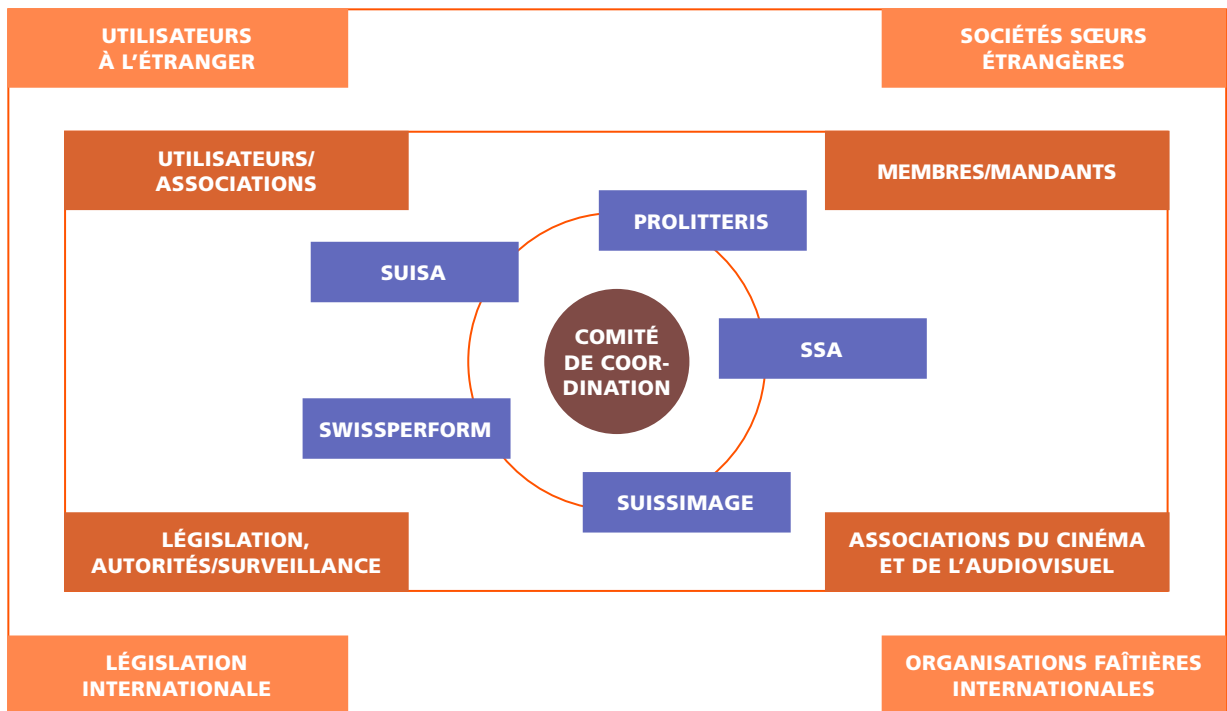 UTILISATEURS
À L’ÉTRANGER
SOCIÉTÉS SŒURS
ÉTRANGÈRES
UTILISATEURS/
ASSOCIATIONS
MEMBRES/MANDANTS
PROLITTERIS
SUISA
COMITÉ
DE COOR-
DINATION
SSA
SWISSPERFORM
SUISSIMAGE
LÉGISLATION,
AUTORITÉS/SURVEILLANCE
ASSOCIATIONS DU CINÉMA
ET DE L’AUDIOVISUEL
LÉGISLATION
INTERNATIONALE
ORGANISATIONS FAÎTIÈRES
INTERNATIONALES